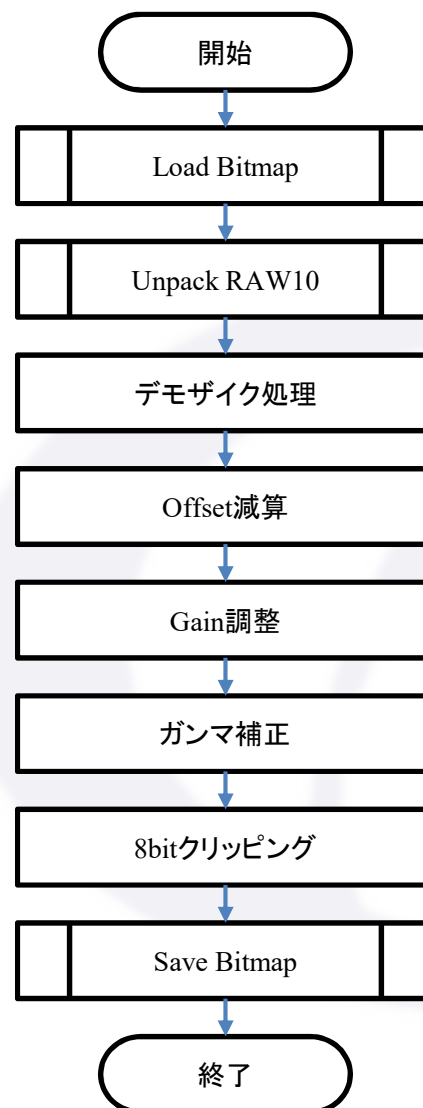 開始
Load Bitmap
Unpack RAW10
デモザイク処理
Offset減算
Gain調整
ガンマ補正
8bitクリッピング
Save Bitmap
終了